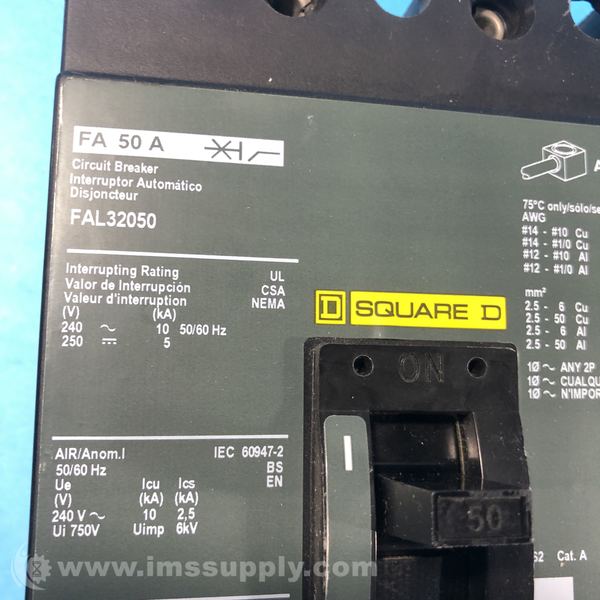 FA 50 A
Circuit Breaker
Interruptor Automático
Disjoncteur
FAL32050
Interrupting Rating UL
Valor de Interrupción CSA
Valeur d'interruption NEMA
(V) (kA)
240 ~ 10 50/60 Hz
250 5
AIR/Anom.I IEC 60947-2
50/60 Hz BS
Ue Icu Ics EN
(V) (kA) (kA)
240 V ~ 10 2,5
Ui 750V Uimp 6kV
D SQUARE D
ON
I
50
75°C only/sólo/se
AWG
#14 - #10 Cu
#14 - #1/0 Cu
#12 - #10 Al
#12 - #1/0 Al
mm²
2.5 - 6 Cu
2.5 - 50 Cu
2.5 - 6 Al
2.5 - 50 Al
1Ø ~ ANY 2P
1Ø ~ CUALQU
1Ø ~ N'IMPOR
Cat. A
www.imssupply.com